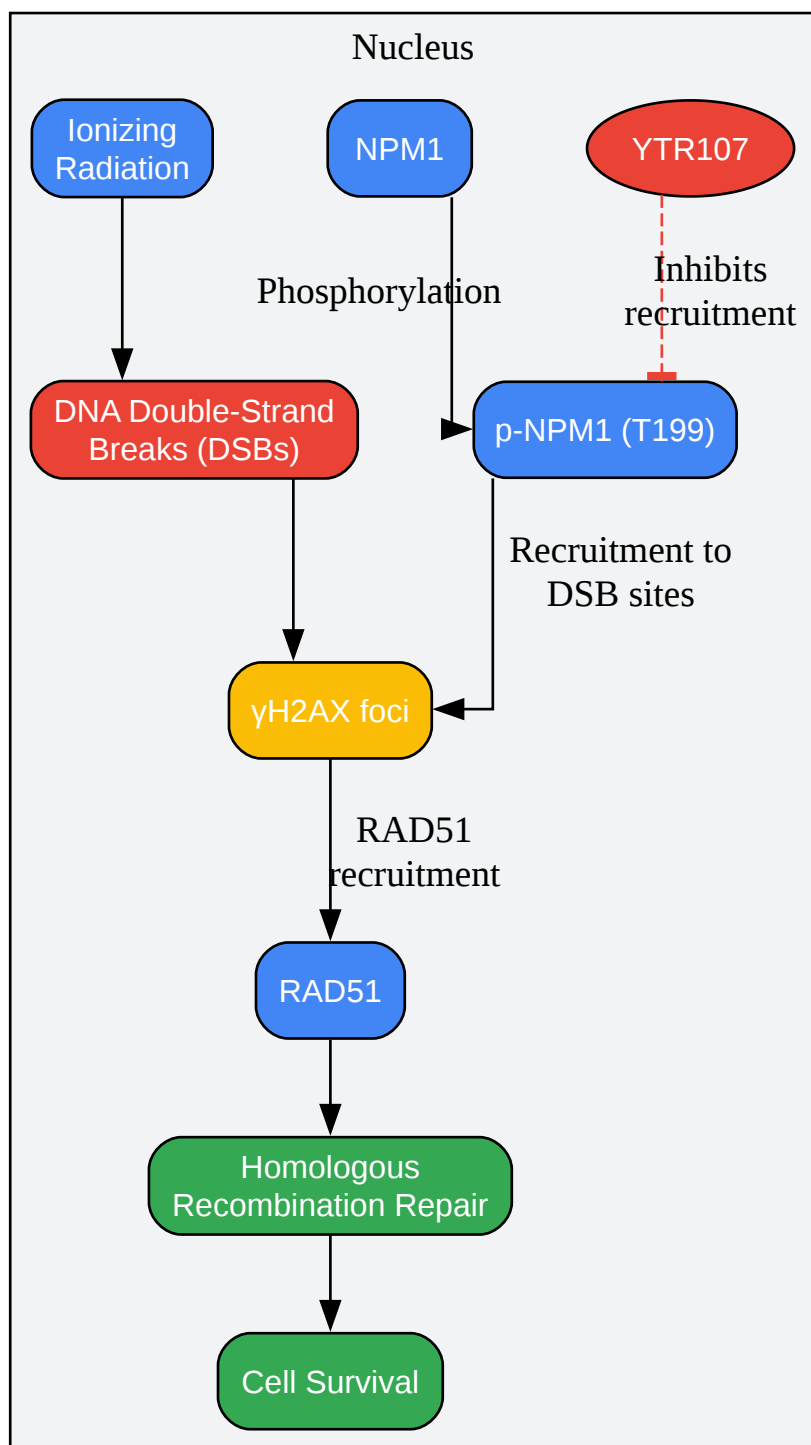 Nucleus
Ionizing
Radiation
NPM1
YTR107
Phosphorylation
Inhibits
recruitment
DNA Double-Strand
Breaks (DSBs)
p-NPM1 (T199)
Recruitment to
DSB sites
γH2AX foci
RAD51
recruitment
RAD51
Homologous
Recombination Repair
Cell Survival